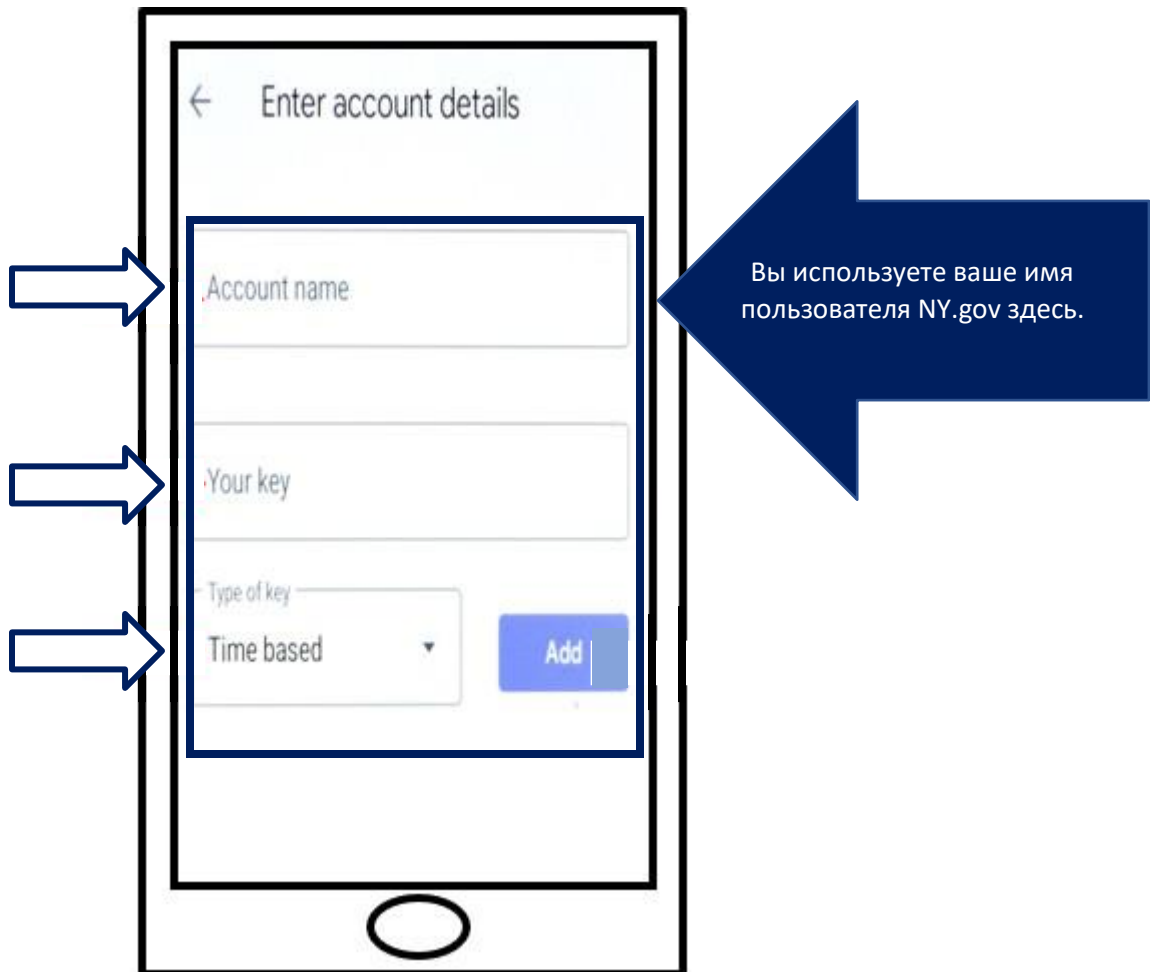 Enter account details
Account name
Вы используете ваше имя
пользователя NY.gov здесь.
Your key
Type of key
Time based
Add